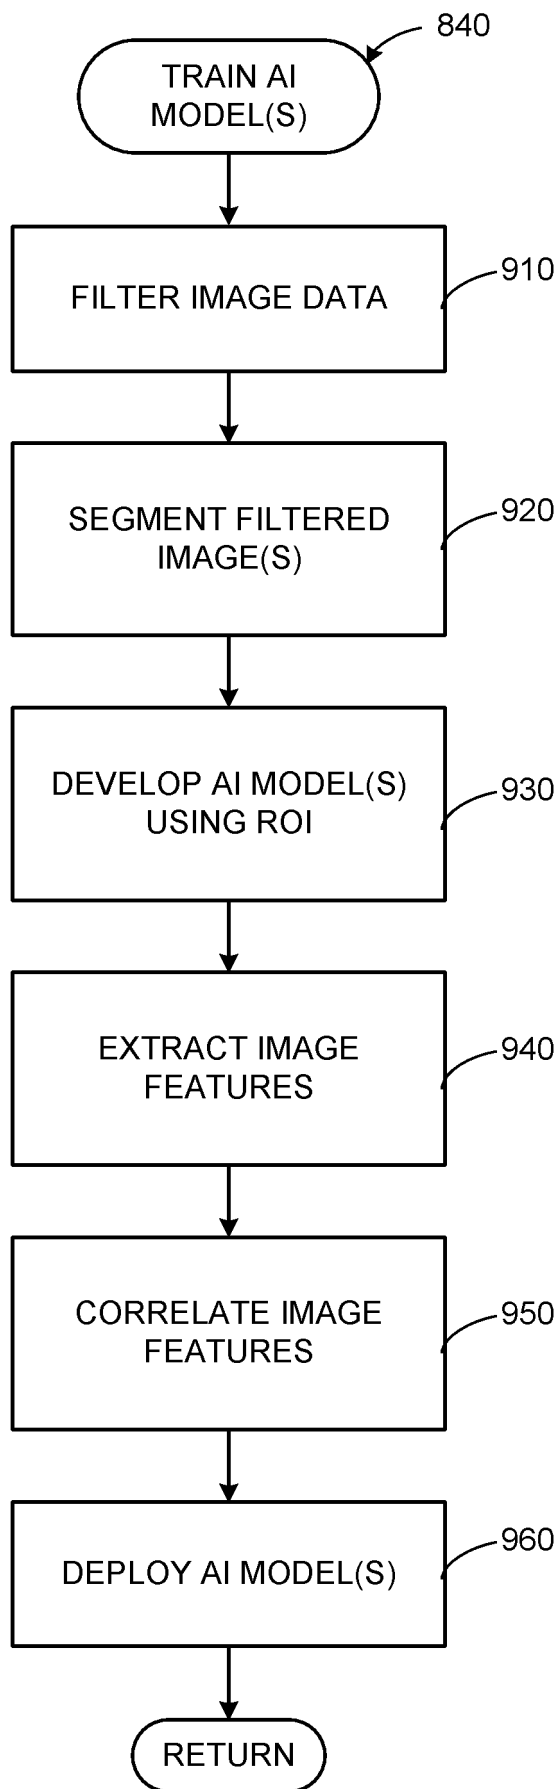 840
TRAIN AI
MODEL(S)
FILTER IMAGE DATA
910
SEGMENT FILTERED
IMAGE(S)
920
DEVELOP AI MODEL(S)
USING ROI
930
EXTRACT IMAGE
FEATURES
940
CORRELATE IMAGE
FEATURES
950
DEPLOY AI MODEL(S)
960
RETURN